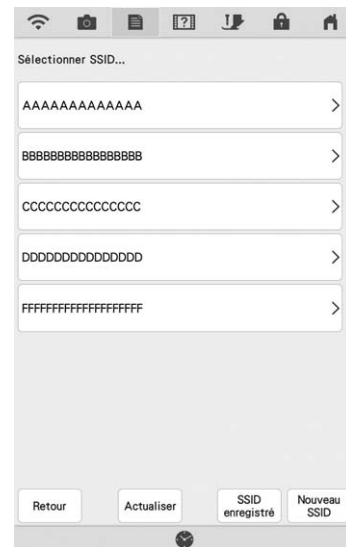 Sélectionner SSID...
AAAAAAAAAAAAA
BBBBBBBBBBBBBBBBB
CCCCCCCCCCCCCCC
DDDDDDDDDDDDDDD
FFFFFFFFFFFFFFFFFFFF
Retour
Actualiser
SSID
enregistré
Nouveau
SSID